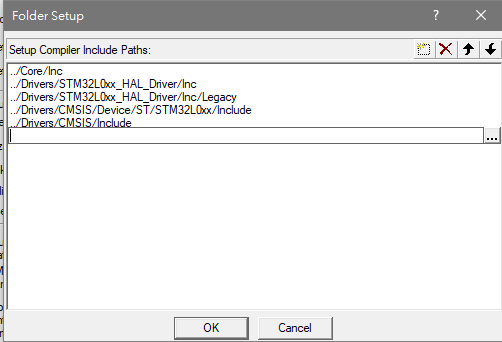 Folder Setup
?
Setup Compiler Include Paths:
../Core/Inc
../Drivers/STM32L0xx_HAL_Driver/Inc
../Drivers/STM32L0xx_HAL_Driver/Inc/Legacy
../Drivers/CMSIS/Device/ST/STM32L0xx/Include
../Drivers/CMSIS/Include
...
OK
Cancel